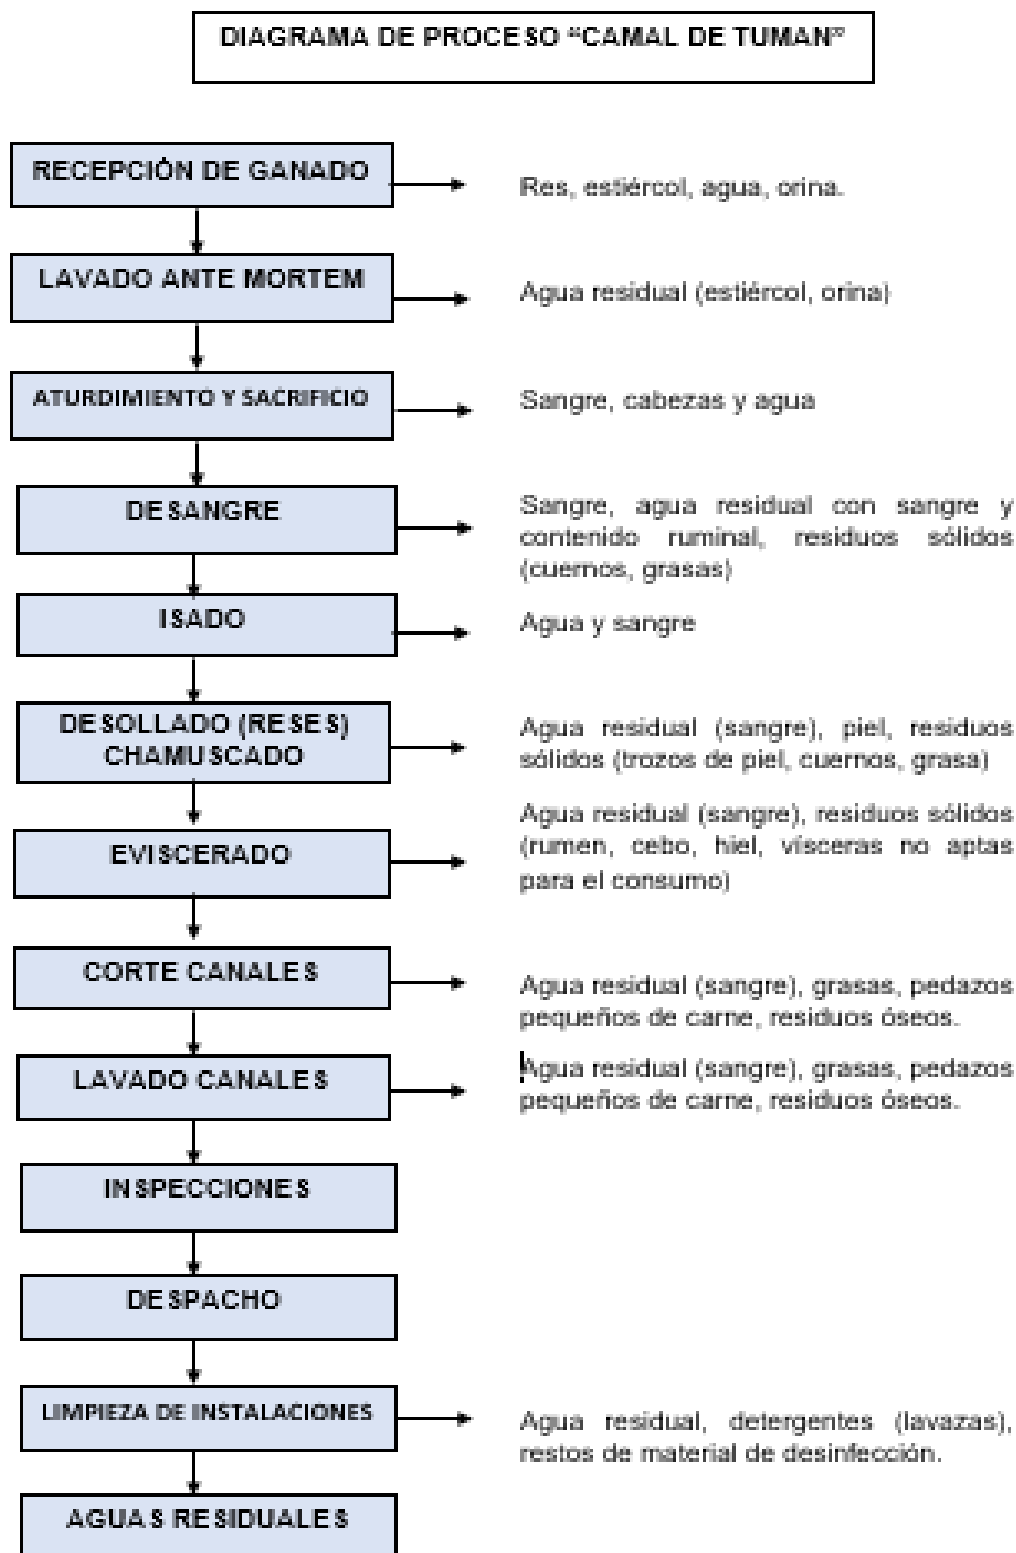 DIAGRAMA DE PROCESO “CAMAL DE TUMAN”
RECEPCIÓN DE GANADO
Res, estiércol, agua, orina.
LAVADO ANTE MORTEM
Agua residual (estiércol, orina)
ATURDIMIENTO Y SACRIFICIO
Sangre, cabezas y agua
DESANGRE
Sangre, agua residual con sangre y
contenido ruminal, residuos sólidos
(cuernos, grasas)
ISADO
Agua y sangre
DESOLLADO (RESES)
CHAMUSCADO
Agua residual (sangre), piel, residuos
sólidos (trozos de piel, cuernos, grasa)
EVISCERADO
Agua residual (sangre), residuos sólidos
(rumen, cebo, hiel, vísceras no aptas
para el consumo)
CORTE CANALES
Agua residual (sangre), grasas, pedazos
pequeños de carne, residuos óseos.
LAVADO CANALES
Agua residual (sangre), grasas, pedazos
pequeños de carne, residuos óseos.
INSPECCIONES
DESPACHO
LIMPIEZA DE INSTALACIONES
Agua residual, detergentes (lavazas),
restos de material de desinfección.
AGUAS RESIDUALES